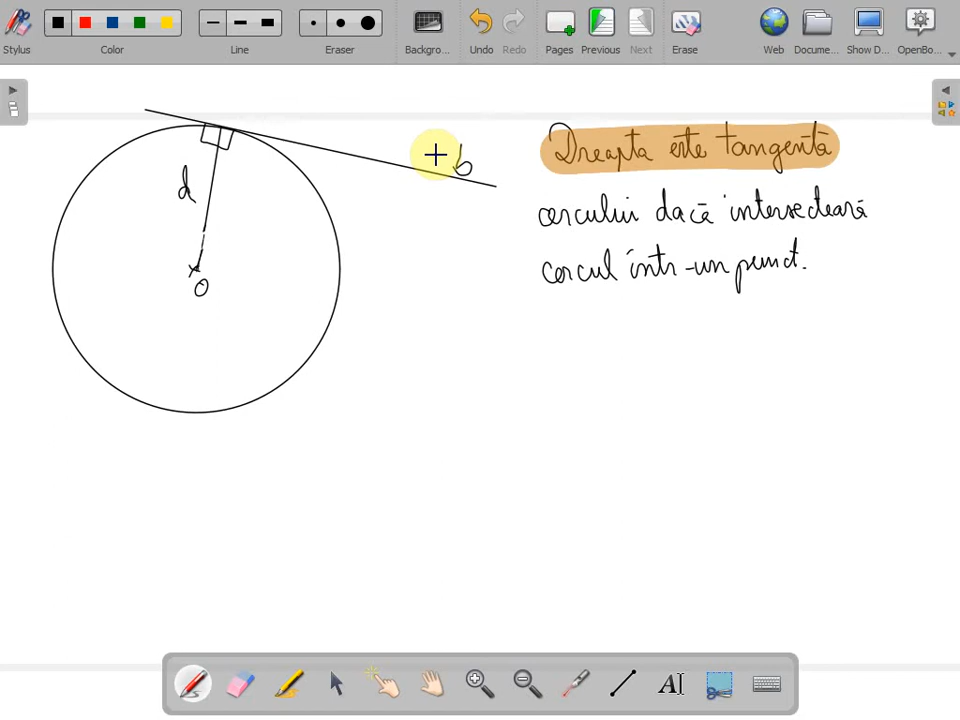 Stylus
Color
Line
Eraser
Backgro...
Undo
Redo
Pages
Previous
Next
Erase
Web
Docume...
Show D...
OpenBo...
Dreapta este tangentă
cercului dacă intersectează
cercul într-un punct.
b
d
O